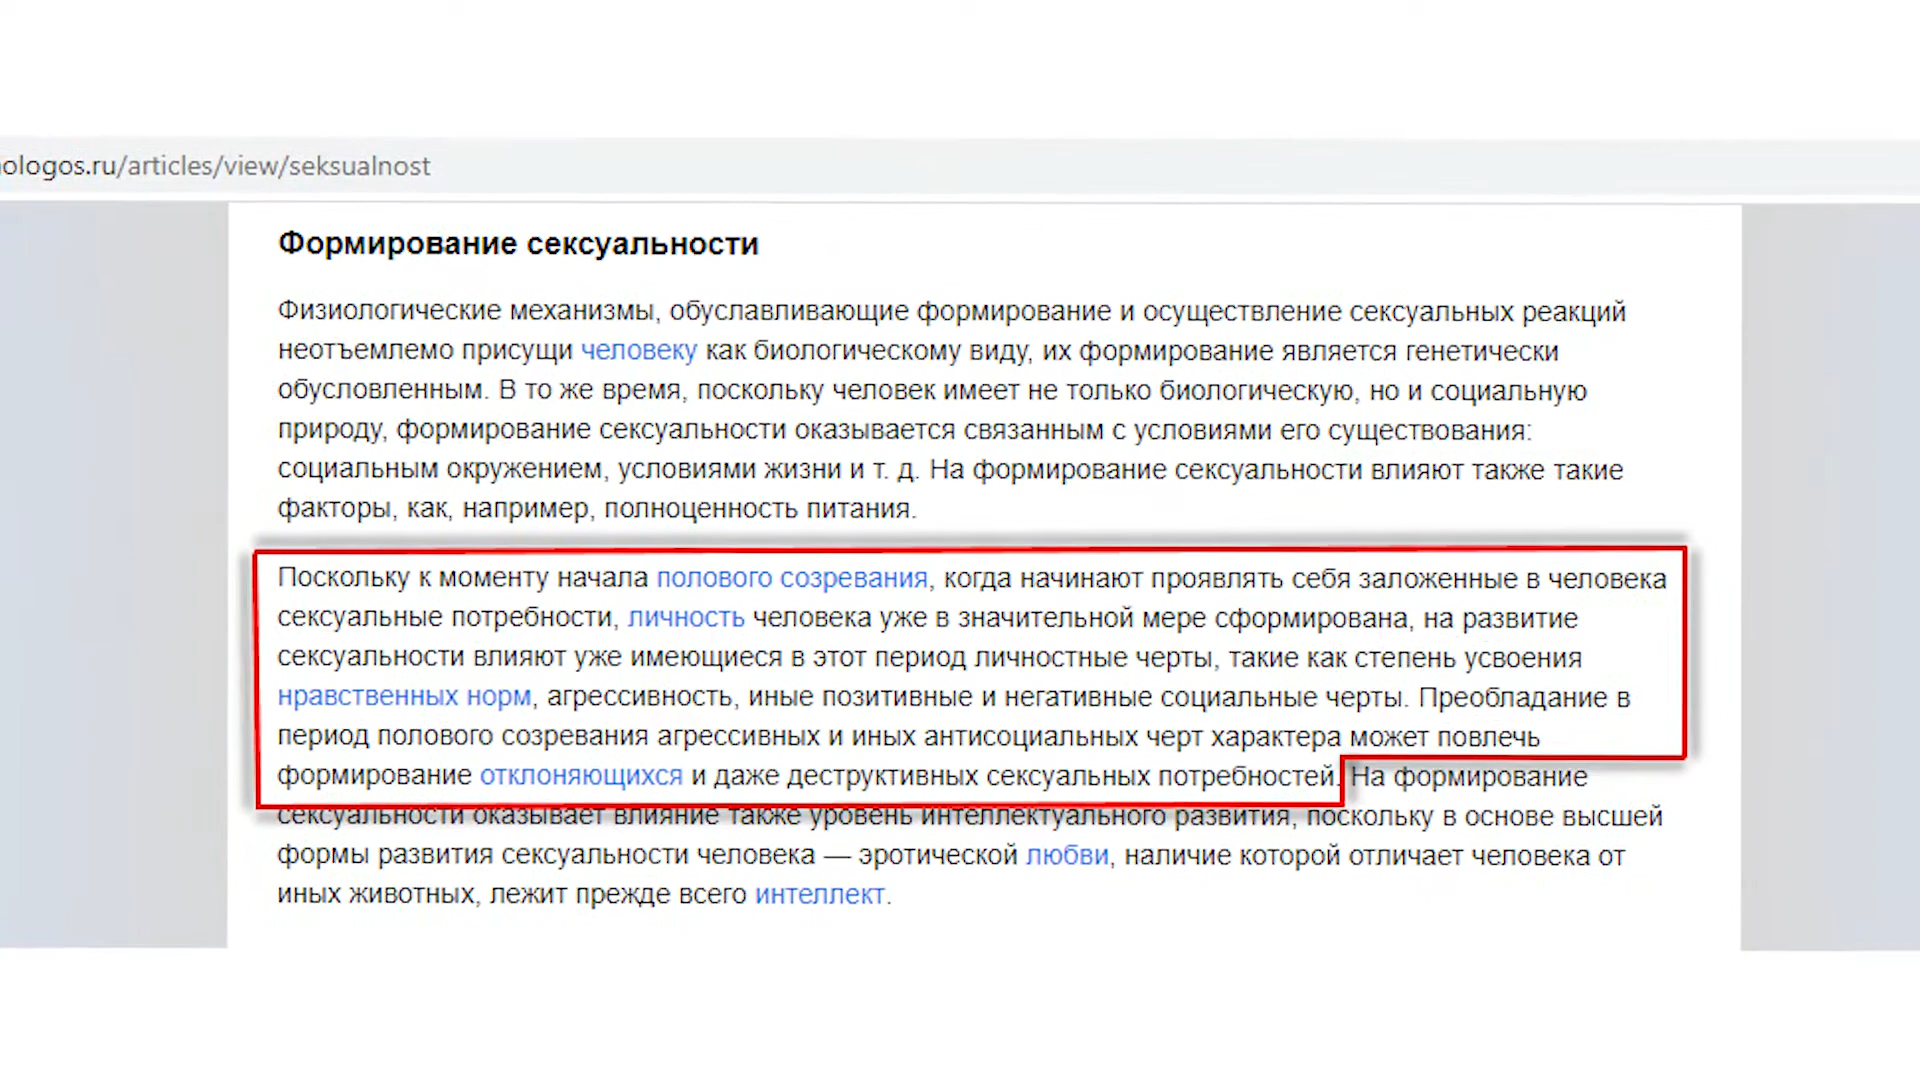 ologos.ru/articles/view/seksualnost
Формирование сексуальности
Физиологические механизмы, обуславливающие формирование и осуществление сексуальных реакций
неотъемлемо присущи человеку как биологическому виду, их формирование является генетически
обусловленным. В то же время, поскольку человек имеет не только биологическую, но и социальную
природу, формирование сексуальности оказывается связанным с условиями его существования:
социальным окружением, условиями жизни и т. д. На формирование сексуальности влияют также такие
факторы, как, например, полноценность питания.
Поскольку к моменту начала полового созревания, когда начинают проявлять себя заложенные в человека
сексуальные потребности, личность человека уже в значительной мере сформирована, на развитие
сексуальности влияют уже имеющиеся в этот период личностные черты, такие как степень усвоения
нравственных норм, агрессивность, иные позитивные и негативные социальные черты. Преобладание в
период полового созревания агрессивных и иных антисоциальных черт характера может повлечь
формирование отклоняющихся и даже деструктивных сексуальных потребностей. На формирование
сексуальности оказывает влияние также уровень интеллектуального развития, поскольку в основе высшей
формы развития сексуальности человека — эротической любви, наличие которой отличает человека от
иных животных, лежит прежде всего интеллект.